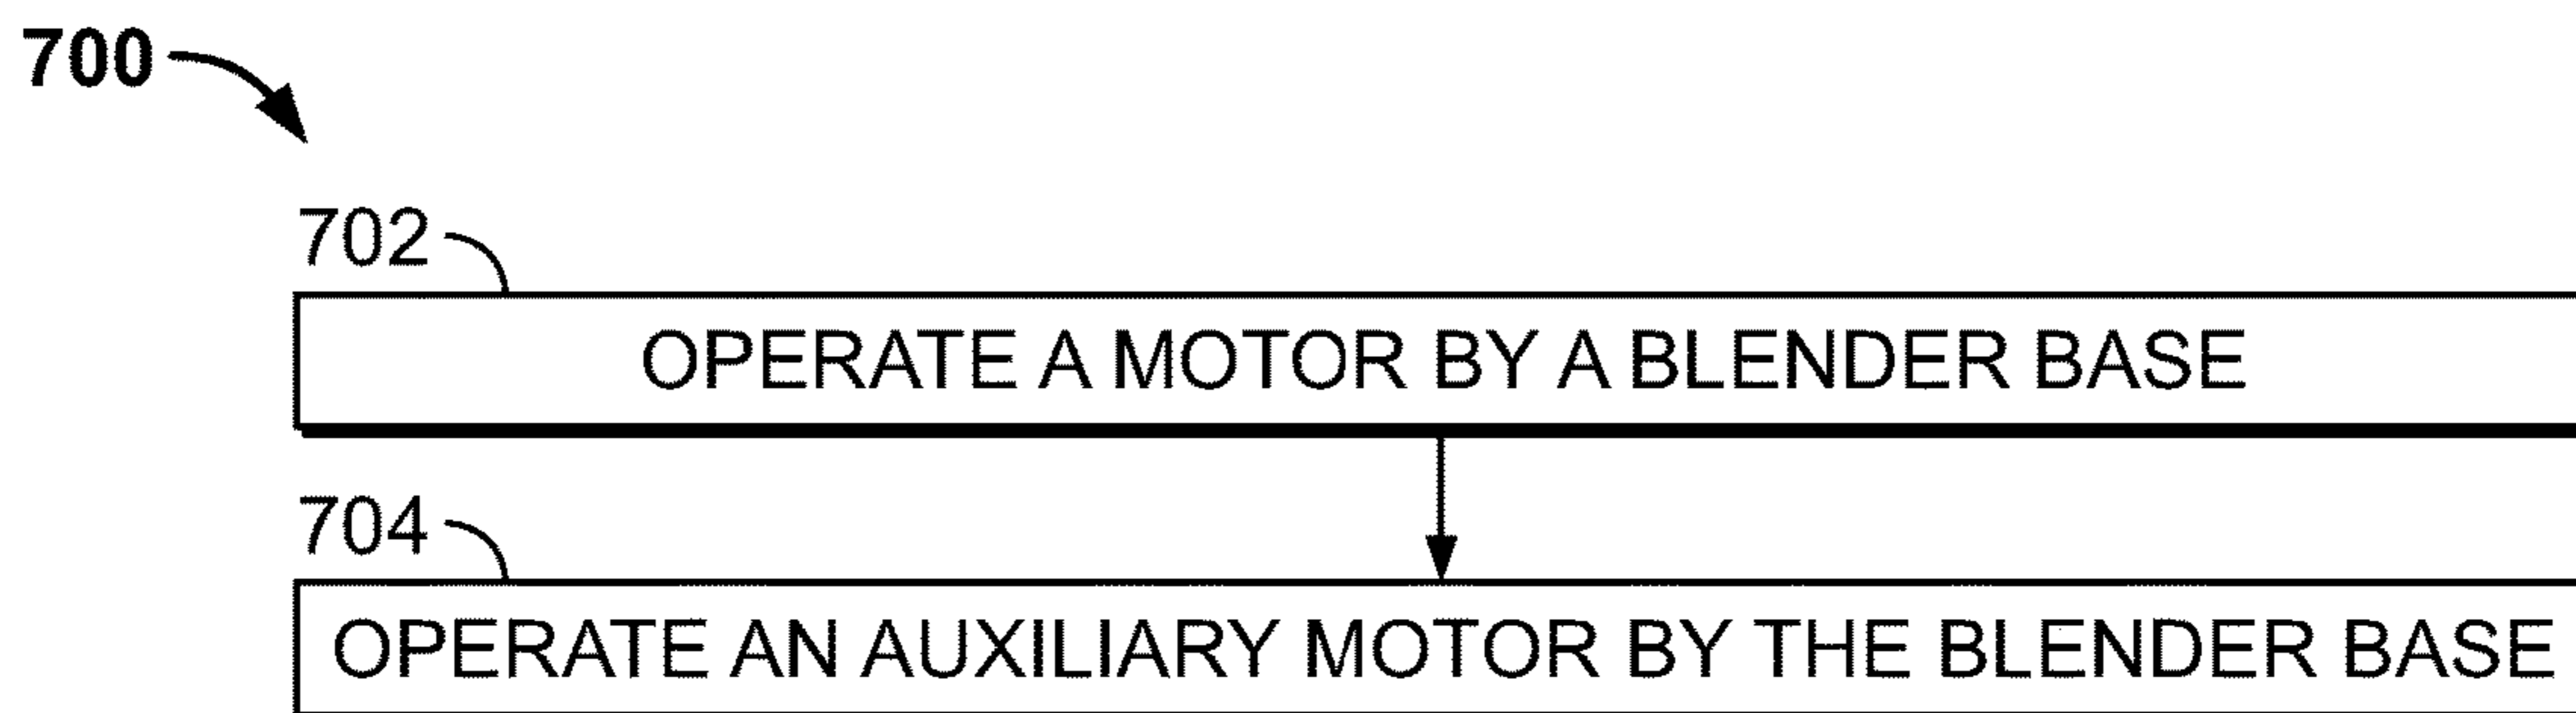 700
702
OPERATE A MOTOR BY A BLENDER BASE
704
OPERATE AN AUXILIARY MOTOR BY THE BLENDER BASE